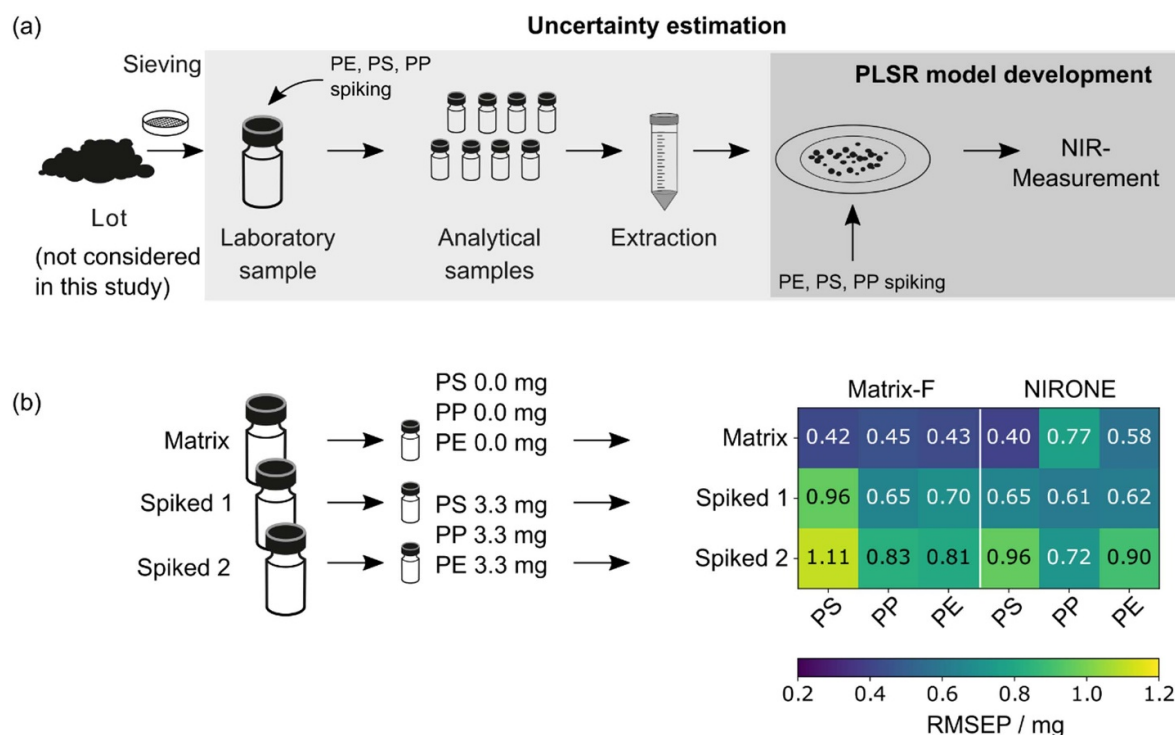 (a)
Uncertainty estimation
Sieving
PE, PS, PP
spiking
PLSR model development
NIR-
Measurement
Lot
(not considered
in this study)
Laboratory
sample
Analytical
samples
Extraction
PE, PS, PP spiking
(b)
PS 0.0 mg
PP 0.0 mg
PE 0.0 mg
Matrix
Spiked 1
PS 3.3 mg
PP 3.3 mg
PE 3.3 mg
Spiked 2
Matrix-F NIRONE
Matrix 0.42 0.45 0.43 0.40 0.77 0.58
Spiked 1 0.96 0.65 0.70 0.65 0.61 0.62
Spiked 2 1.11 0.83 0.81 0.96 0.72 0.90
PS PP PE PS PP PE
0.2 0.4 0.6 0.8 1.0 1.2
RMSEP / mg